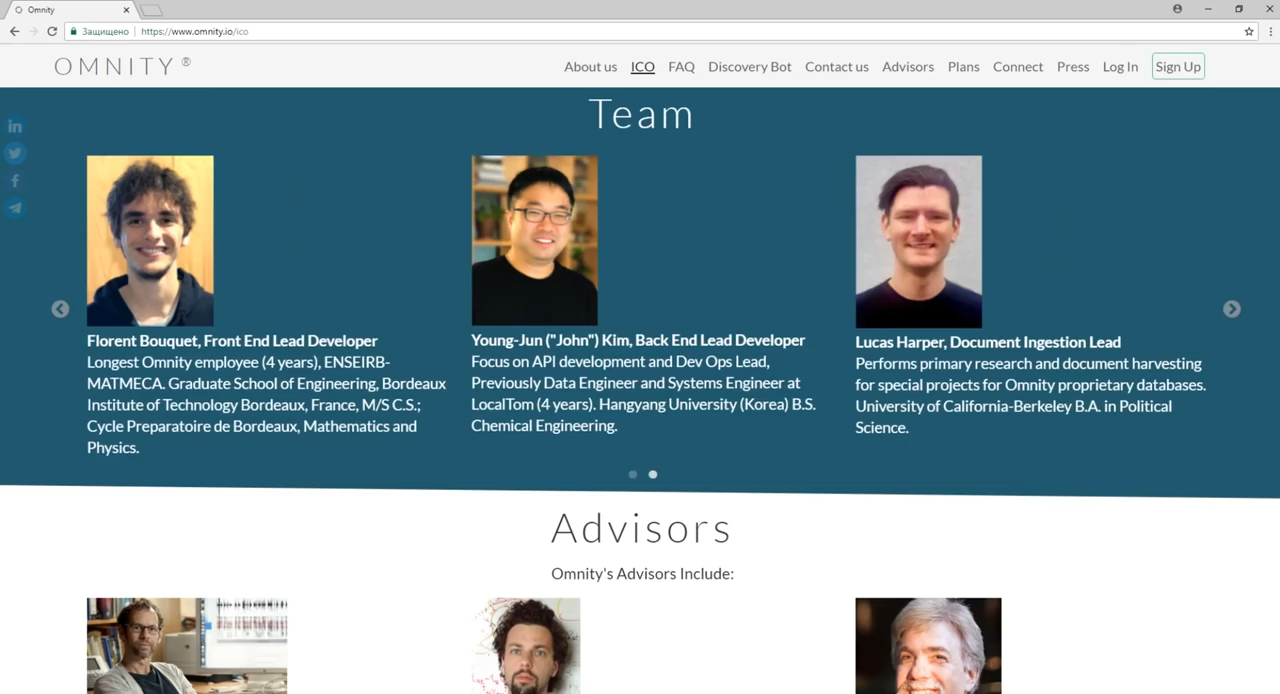 Omnity
Защищено
https://www.omnity.io/ico
OMNITY ®
About us
ICO
FAQ
Discovery Bot
Contact us
Advisors
Plans
Connect
Press
Log In
Sign Up
Team
Florent Bouquet, Front End Lead Developer
Longest Omnity employee (4 years), ENSEIRB-
MATMECA. Graduate School of Engineering, Bordeaux
Institute of Technology Bordeaux, France, M/S C.S.;
Cycle Preparatoire de Bordeaux, Mathematics and
Physics.
Young-Jun ("John") Kim, Back End Lead Developer
Focus on API development and Dev Ops Lead,
Previously Data Engineer and Systems Engineer at
LocalTom (4 years). Hangyang University (Korea) B.S.
Chemical Engineering.
Lucas Harper, Document Ingestion Lead
Performs primary research and document harvesting
for special projects for Omnity proprietary databases.
University of California-Berkeley B.A. in Political
Science.
Advisors
Omnity's Advisors Include: